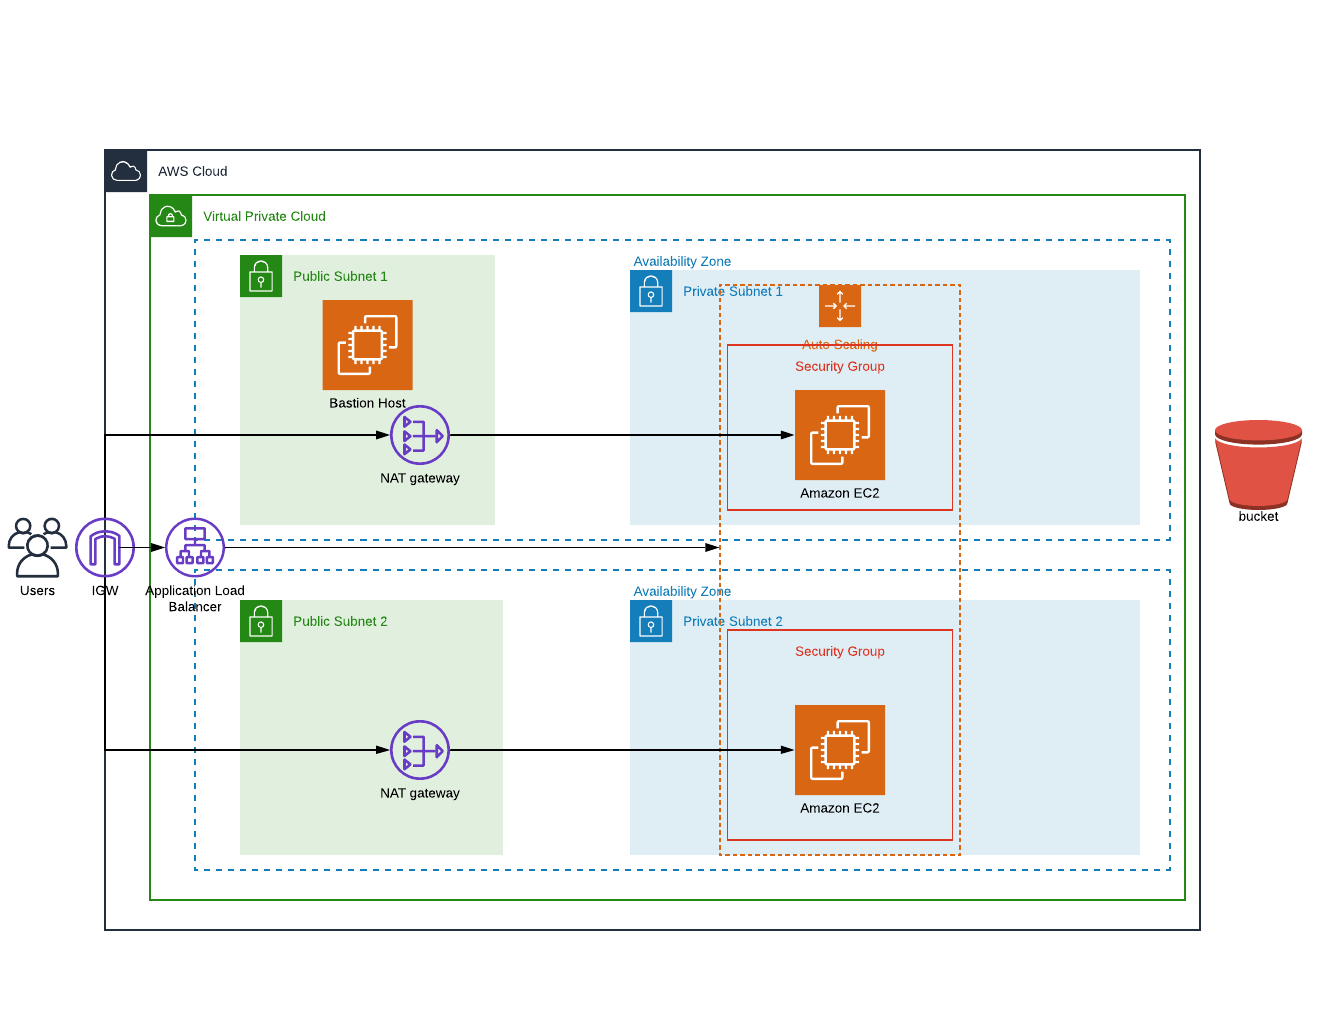 AWS Cloud
Virtual Private Cloud
Availability Zone
Public Subnet 1
Private Subnet 1
Auto Scaling
Security Group
Bastion Host
NAT gateway
Amazon EC2
bucket
Users
IGW
Application Load
Balancer
Availability Zone
Public Subnet 2
Private Subnet 2
Security Group
NAT gateway
Amazon EC2